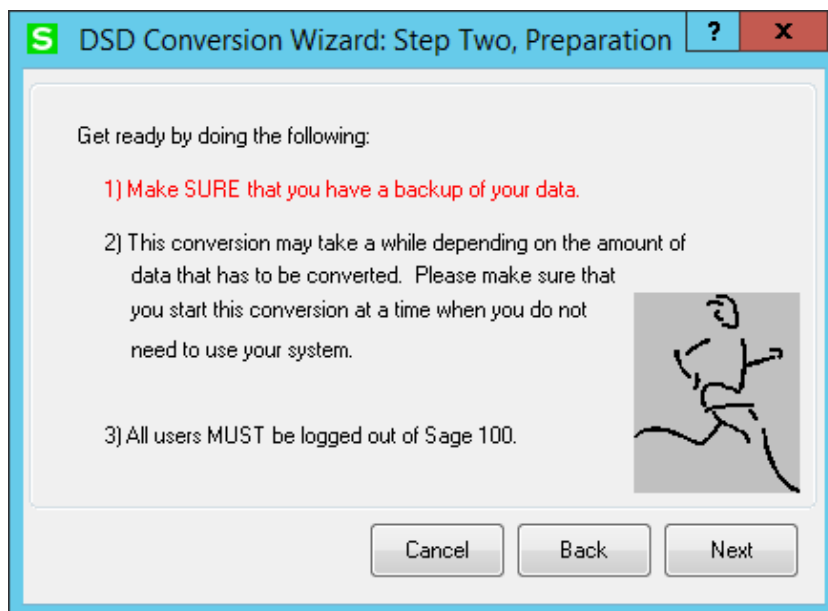 S DSD Conversion Wizard: Step Two, Preparation ? x
Get ready by doing the following:
1) Make SURE that you have a backup of your data.
2) This conversion may take a while depending on the amount of
data that has to be converted.  Please make sure that
you start this conversion at a time when you do not
need to use your system.
3) All users MUST be logged out of Sage 100.
Cancel Back Next